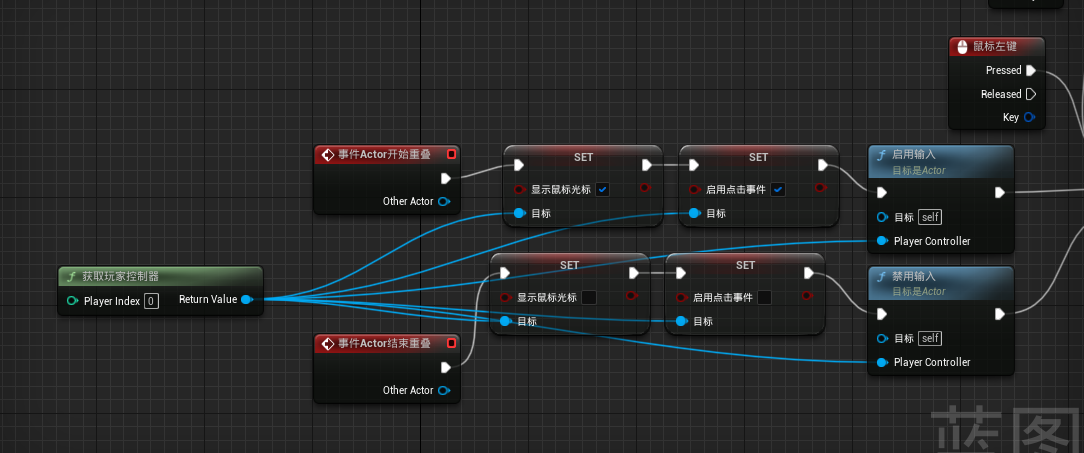 鼠标左键
Pressed
Released
Key
事件Actor开始重叠
Other Actor
SET
显示鼠标光标
目标
SET
启用点击事件
目标
启用输入
目标是Actor
目标 self
Player Controller
获取玩家控制器
Player Index 0 Return Value
SET
显示鼠标光标
目标
SET
启用点击事件
目标
禁用输入
目标是Actor
目标 self
Player Controller
事件Actor结束重叠
Other Actor
蓝图